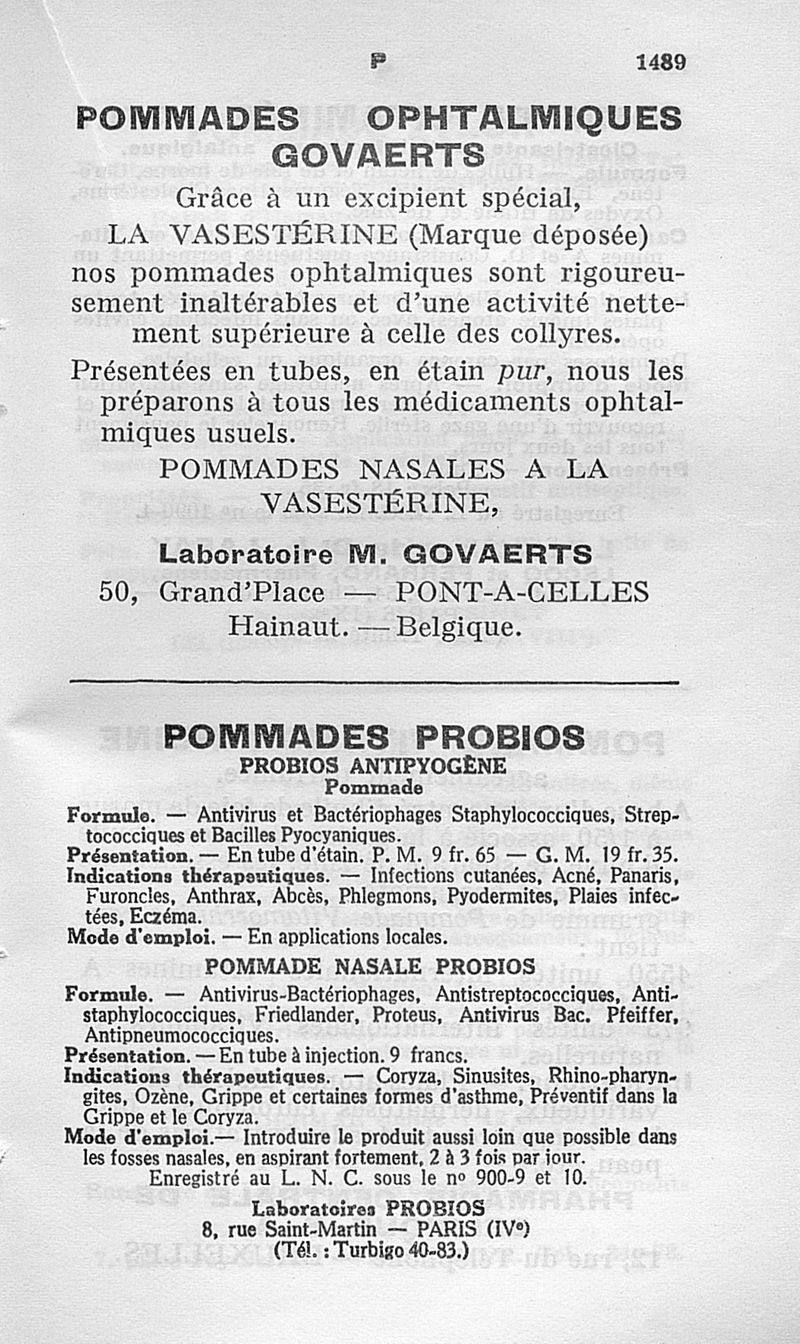 P 1489
POMMADES OPHTALMIQUES
GOVAERTS
Grâce à un excipient spécial,
LA VASESTÉRINE (Marque déposée)
nos pommades ophtalmiques sont rigoureu-
sement inaltérables et d'une activité nette-
ment supérieure à celle des collyres.
Présentées en tubes, en étain pur, nous les
préparons à tous les médicaments ophtal-
miques usuels.
POMMADES NASALES A LA
VASESTÉRINE,
Laboratoire M. GOVAERTS
50, Grand'Place — PONT-A-CELLES
Hainaut. — Belgique.
POMMADES PROBIOS
PROBIOS ANTIPYOGÈNE
Pommade
Formule. — Antivirus et Bactériophages Staphylococciques, Strep-
tococciques et Bacilles Pyocyaniques.
Présentation. — En tube d'étain. P. M. 9 fr. 65 — G. M. 19 fr. 35.
Indications thérapeutiques. — Infections cutanées, Acné, Panaris,
Furoncles, Anthrax, Abcès, Phlegmons, Pyodermites, Plaies infec-
tées, Eczéma.
Mode d'emploi. — En applications locales.
POMMADE NASALE PROBIOS
Formule. — Antivirus-Bactériophages, Antistreptococciques, Anti-
staphylococciques, Friedlander, Proteus, Antivirus Bac. Pfeiffer,
Antipneumococciques.
Présentation. — En tube à injection. 9 francs.
Indications thérapeutiques. — Coryza, Sinusites, Rhino-pharyn-
gites, Ozène, Grippe et certaines formes d'asthme, Préventif dans la
Grippe et le Coryza.
Mode d'emploi. — Introduire le produit aussi loin que possible dans
les fosses nasales, en aspirant fortement, 2 à 3 fois par jour.
Enregistré au L. N. C. sous le nº 900-9 et 10.
Laboratoires PROBIOS
8, rue Saint-Martin — PARIS (IVe)
(Tél. : Turbigo 40-83.)